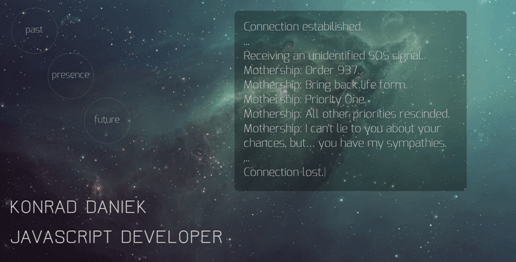 past
presence
future
Connection estabilished.
...
Receiving an unidentified SOS signal.
Mothership: Order 937.
Mothership: Bring back life form.
Mothership: Priority One.
Mothership: All other priorities rescinded.
Mothership: I can't lie to you about your
chances, but... you have my sympathies.
...
Connection lost.
KONRAD DANIEK
JAVASCRIPT DEVELOPER